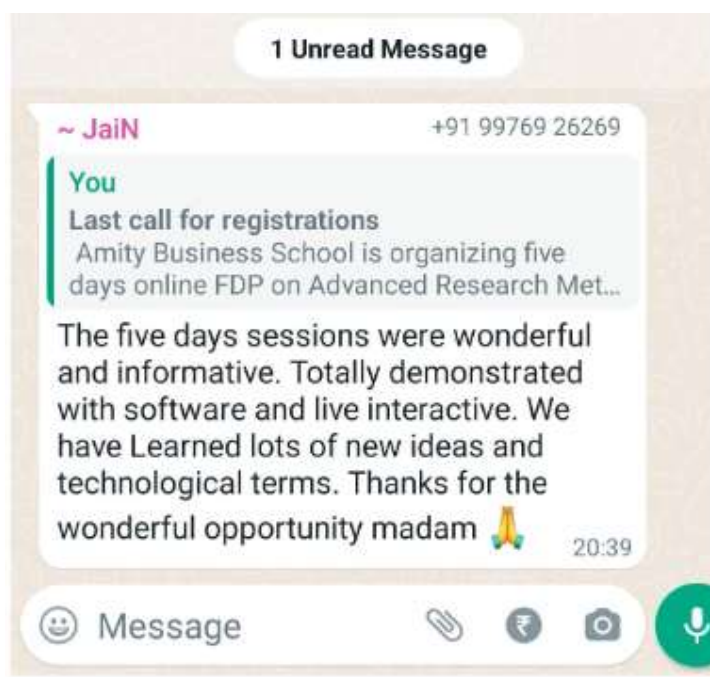 1 Unread Message
~ JaiN +91 99769 26269
You
Last call for registrations
Amity Business School is organizing five
days online FDP on Advanced Research Met...
The five days sessions were wonderful
and informative. Totally demonstrated
with software and live interactive. We
have Learned lots of new ideas and
technological terms. Thanks for the
wonderful opportunity madam 🙏
20:39
Message